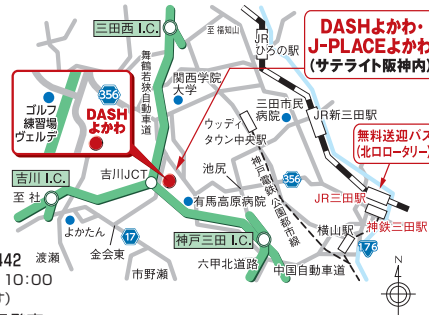 三田西 I.C.
至 福知山
DASHよかわ・
J-PLACEよかわ
(サテライト阪神内)
JR
ひろの駅
舞鶴若狭自動車道
関西学院
大学
三田市民
病院
JR新三田駅
ゴルフ
練習場
ヴェルデ
356
DASH
よかわ
ウッディ
タウン中央駅
無料送迎バス
(北口ロータリー)
神戸電鉄 公園都市線
池尻
356
吉川 I.C.
吉川JCT
至 社
有馬高原病院
JR三田駅
神鉄三田駅
よかたん
17
金会東
神戸三田 I.C.
横山駅
176
442
渡瀬
10:00
市野瀬
六甲北道路
中国自動車道
N